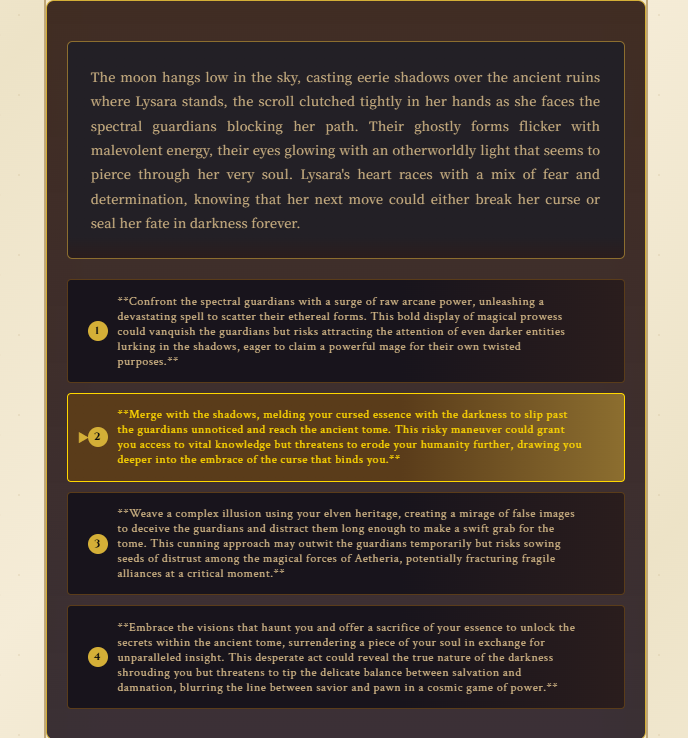 The moon hangs low in the sky, casting eerie shadows over the ancient ruins
where Lysara stands, the scroll clutched tightly in her hands as she faces the
spectral guardians blocking her path. Their ghostly forms flicker with
malevolent energy, their eyes glowing with an otherworldly light that seems to
pierce through her very soul. Lysara's heart races with a mix of fear and
determination, knowing that her next move could either break her curse or
seal her fate in darkness forever.
1
**Confront the spectral guardians with a surge of raw arcane power, unleashing a
devastating spell to scatter their ethereal forms. This bold display of magical prowess
could vanquish the guardians but risks attracting the attention of even darker entities
lurking in the shadows, eager to claim a powerful mage for their own twisted
purposes.**
2
**Merge with the shadows, melding your cursed essence with the darkness to slip past
the guardians unnoticed and reach the ancient tome. This risky maneuver could grant
you access to vital knowledge but threatens to erode your humanity further, drawing you
deeper into the embrace of the curse that binds you.**
3
**Weave a complex illusion using your elven heritage, creating a mirage of false images
to deceive the guardians and distract them long enough to make a swift grab for the
tome. This cunning approach may outwit the guardians temporarily but risks sowing
seeds of distrust among the magical forces of Aetheria, potentially fracturing fragile
alliances at a critical moment.**
4
**Embrace the visions that haunt you and offer a sacrifice of your essence to unlock the
secrets within the ancient tome, surrendering a piece of your soul in exchange for
unparalleled insight. This desperate act could reveal the true nature of the darkness
shrouding you but threatens to tip the delicate balance between salvation and
damnation, blurring the line between savior and pawn in a cosmic game of power.**